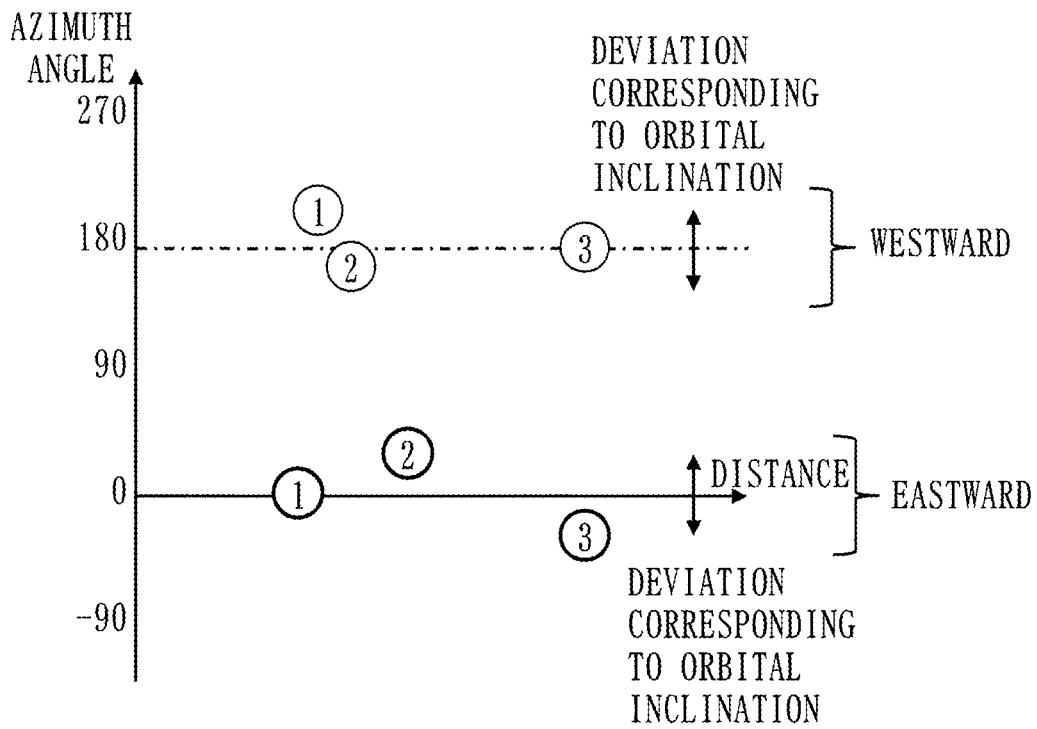 AZIMUTH
ANGLE
270
180
90
0
-90
DEVIATION
CORRESPONDING
TO ORBITAL
INCLINATION
1
2
3
WESTWARD
1
2
3
DISTANCE
EASTWARD
DEVIATION
CORRESPONDING
TO ORBITAL
INCLINATION